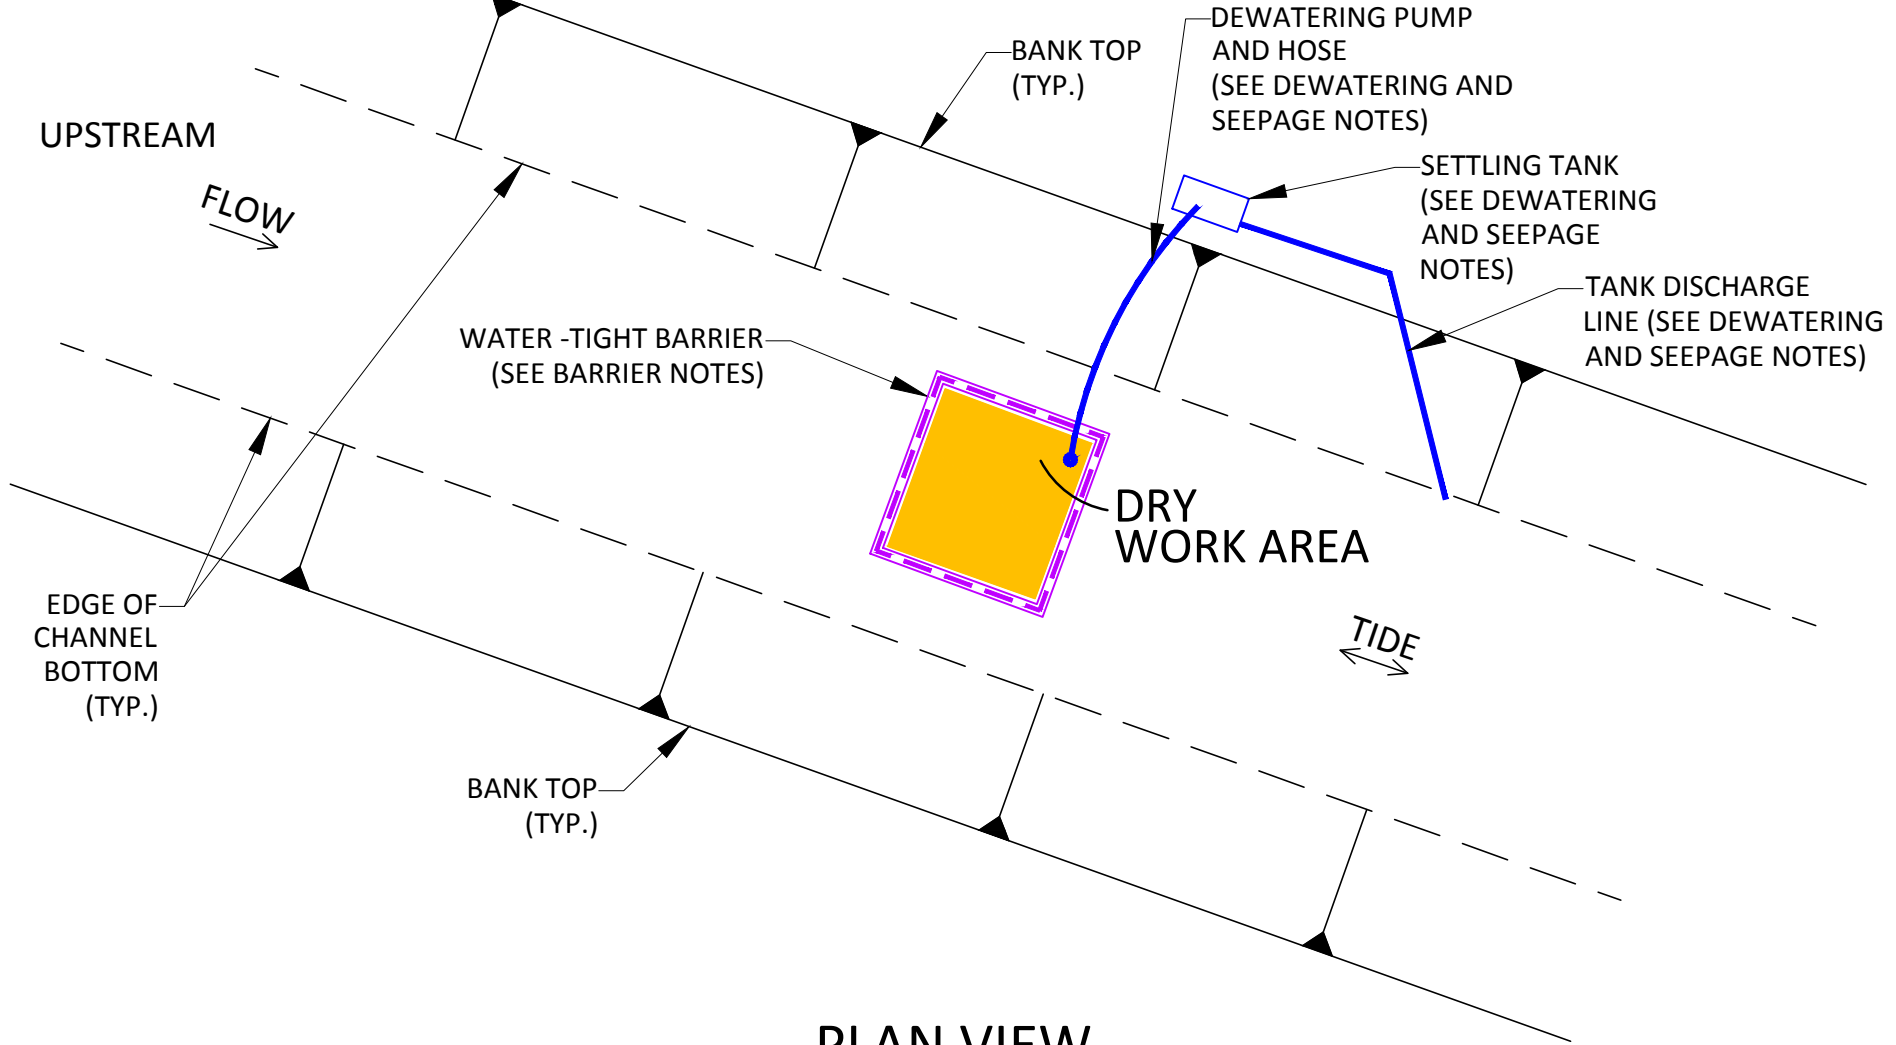 DEWATERING PUMP
AND HOSE
(SEE DEWATERING AND
SEEPAGE NOTES)
BANK TOP
(TYP.)
UPSTREAM
FLOW
SETTLING TANK
(SEE DEWATERING
AND SEEPAGE
NOTES)
TANK DISCHARGE
LINE (SEE DEWATERING
AND SEEPAGE NOTES)
WATER -TIGHT BARRIER
(SEE BARRIER NOTES)
DRY
WORK AREA
EDGE OF
CHANNEL
BOTTOM
(TYP.)
TIDE
BANK TOP
(TYP.)
PLAN VIEW